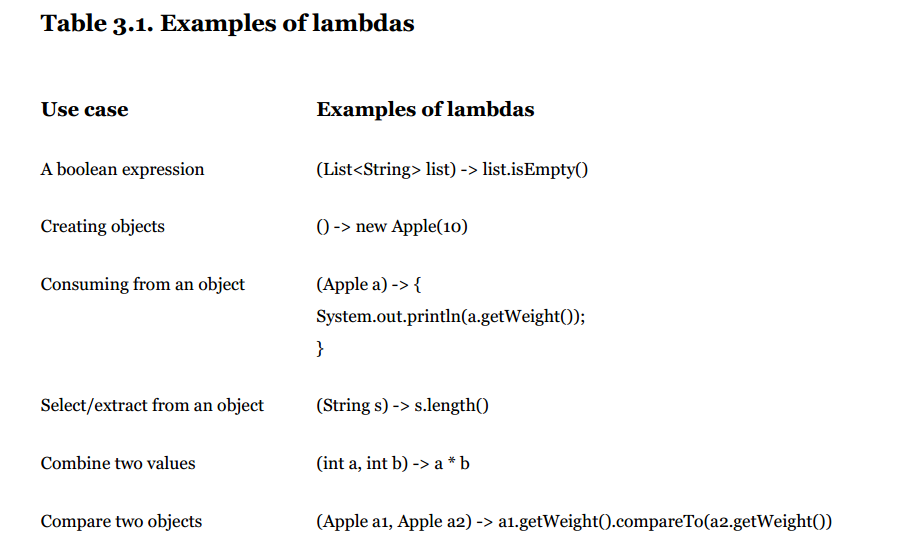 Table 3.1. Examples of lambdas
Use case Examples of lambdas
A boolean expression (List<String> list) -> list.isEmpty()
Creating objects () -> new Apple(10)
Consuming from an object (Apple a) -> {
System.out.println(a.getWeight());
}
Select/extract from an object (String s) -> s.length()
Combine two values (int a, int b) -> a * b
Compare two objects (Apple a1, Apple a2) -> a1.getWeight().compareTo(a2.getWeight())